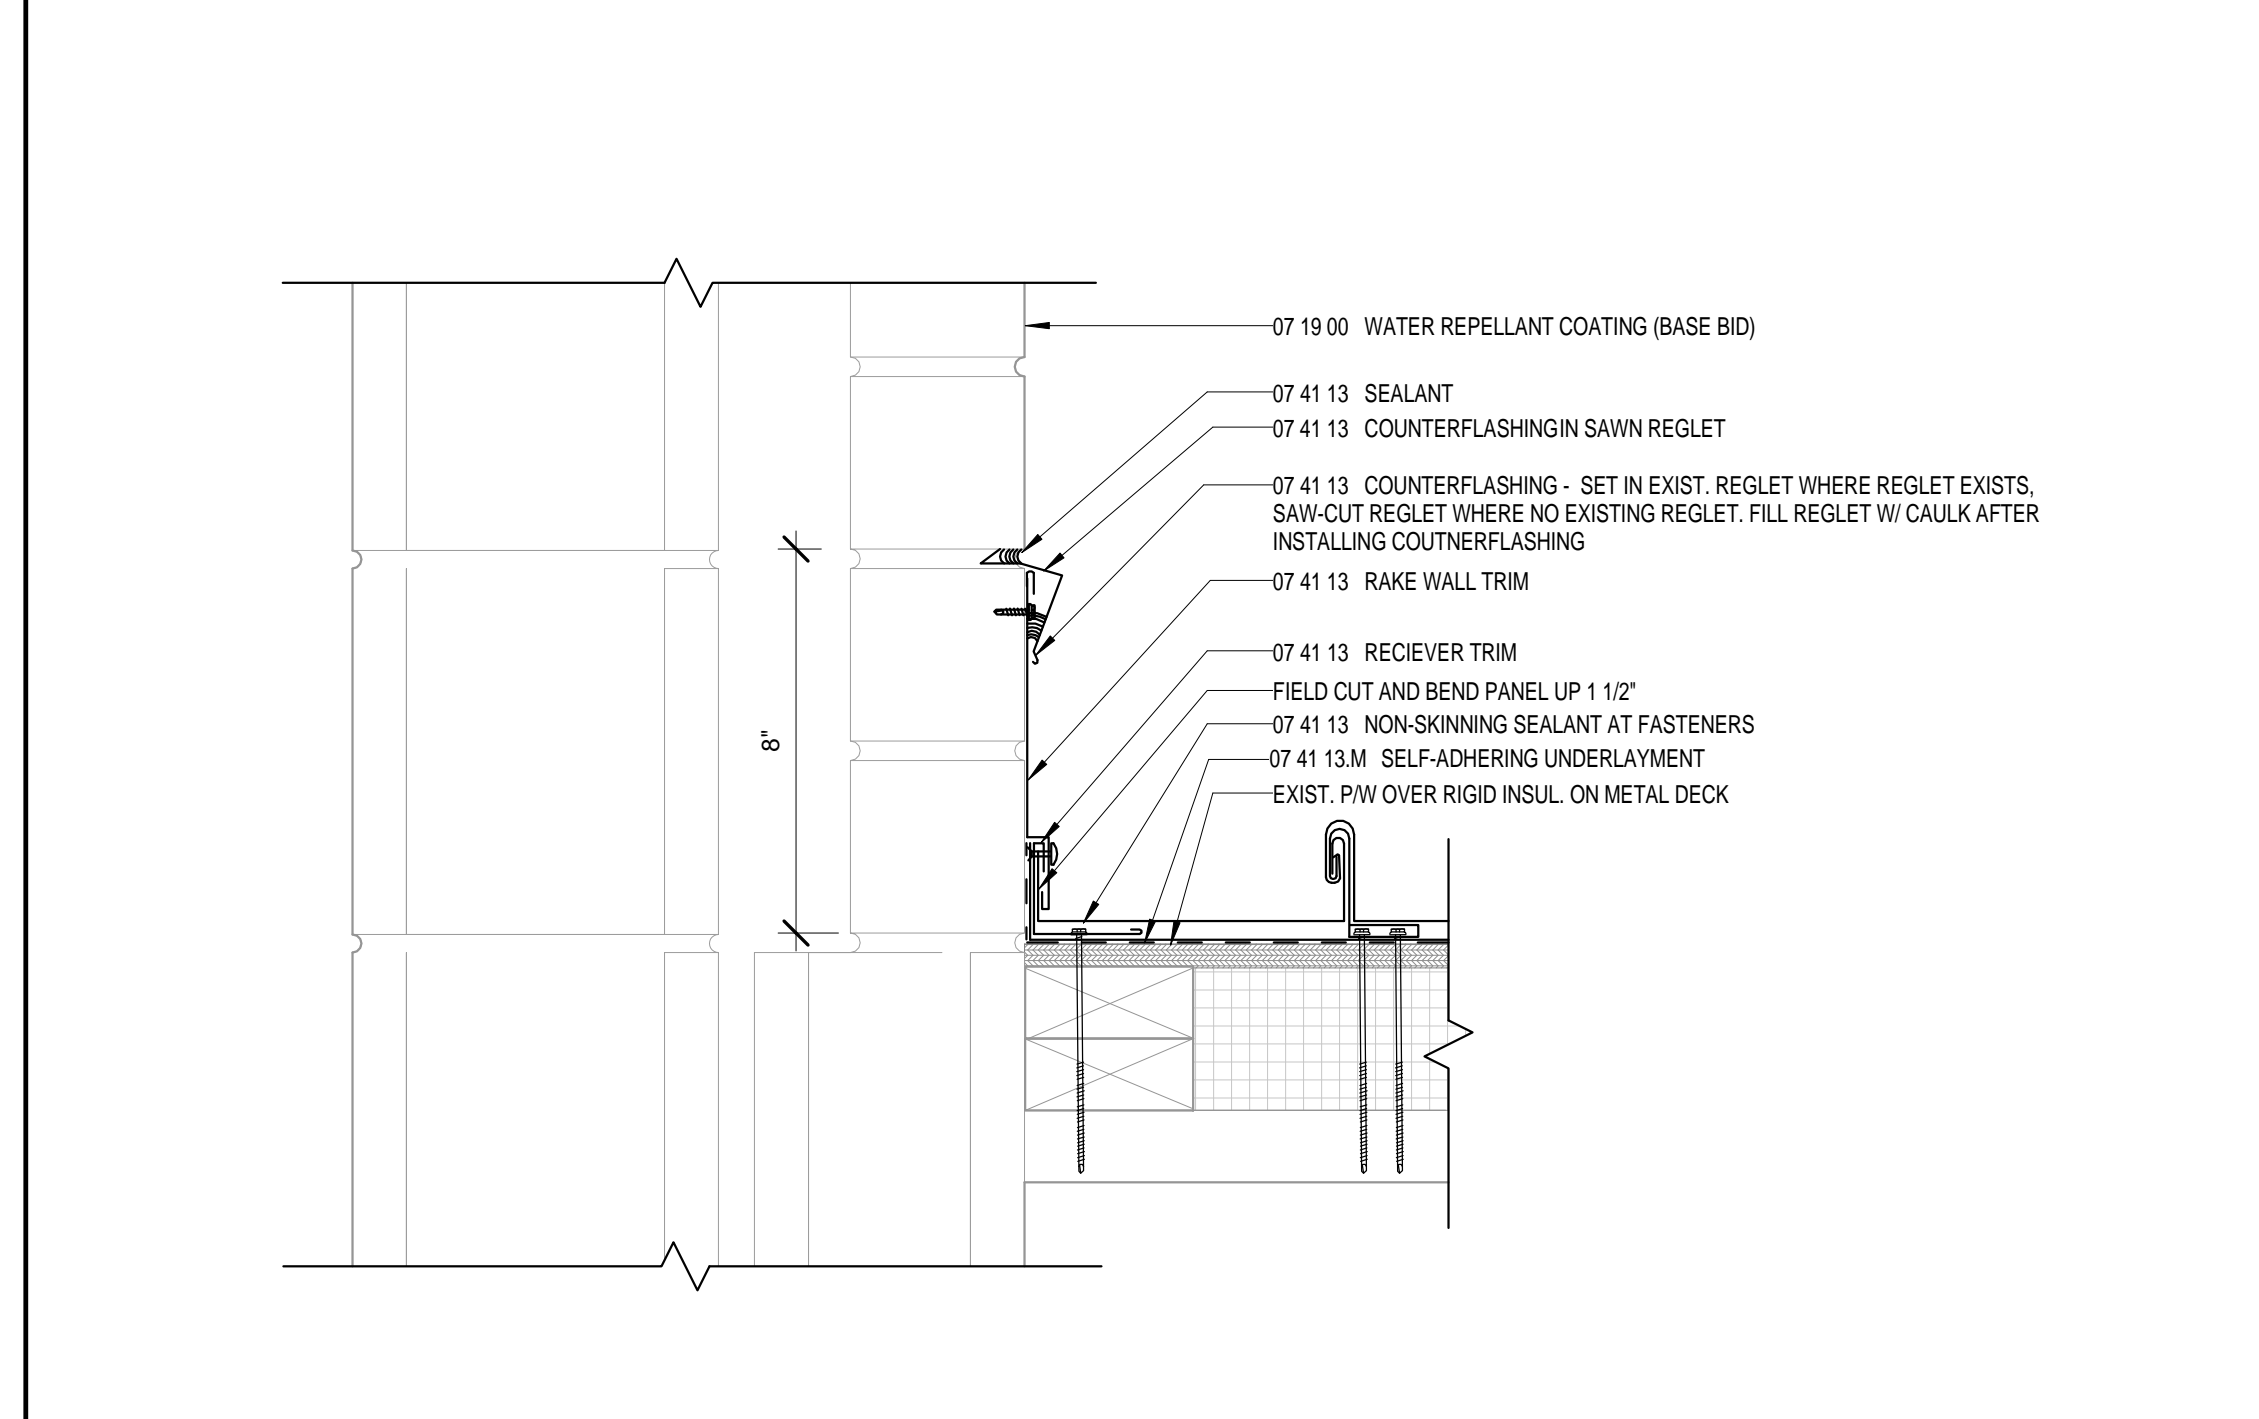 07 19 00 WATER REPELLANT COATING (BASE BID)
07 41 13 SEALANT
07 41 13 COUNTERFLASHINGIN SAWN REGLET
07 41 13 COUNTERFLASHING - SET IN EXIST. REGLET WHERE REGLET EXISTS,
SAW-CUT REGLET WHERE NO EXISTING REGLET. FILL REGLET W/ CAULK AFTER
INSTALLING COUTNERFLASHING
07 41 13 RAKE WALL TRIM
07 41 13 RECIEVER TRIM
FIELD CUT AND BEND PANEL UP 1 1/2"
07 41 13 NON-SKINNING SEALANT AT FASTENERS
07 41 13.M SELF-ADHERING UNDERLAYMENT
EXIST. P/W OVER RIGID INSUL. ON METAL DECK
8"